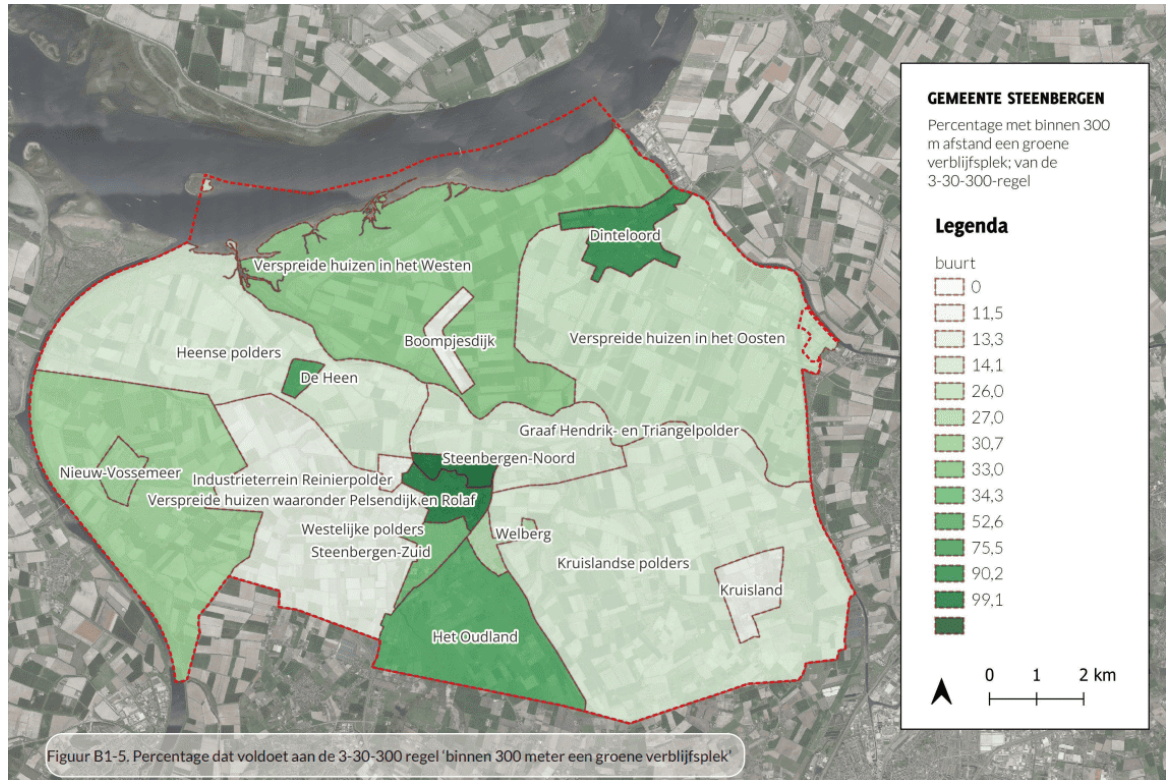 GEMEENTE STEENBERGEN
Percentage met binnen 300
m afstand een groene
verblijfsplek; van de
3-30-300-regel
Legenda
buurt
0
11,5
13,3
14,1
26,0
27,0
30,7
33,0
34,3
52,6
75,5
90,2
99,1
0 1 2 km
Dinteloord
Verspreide huizen in het Westen
Boompjesdijk
Verspreide huizen in het Oosten
Heense polders
De Heen
Graaf Hendrik- en Triangelpolder
Steenbergen-Noord
Nieuw-Vossemeer
Industrieterrein Reinierpolder
Verspreide huizen waaronder Pelsendijk en Rolaf
Westelijke polders
Welberg
Steenbergen-Zuid
Kruislandse polders
Kruisland
Het Oudland
Figuur B1-5. Percentage dat voldoet aan de 3-30-300 regel 'binnen 300 meter een groene verblijfsplek'